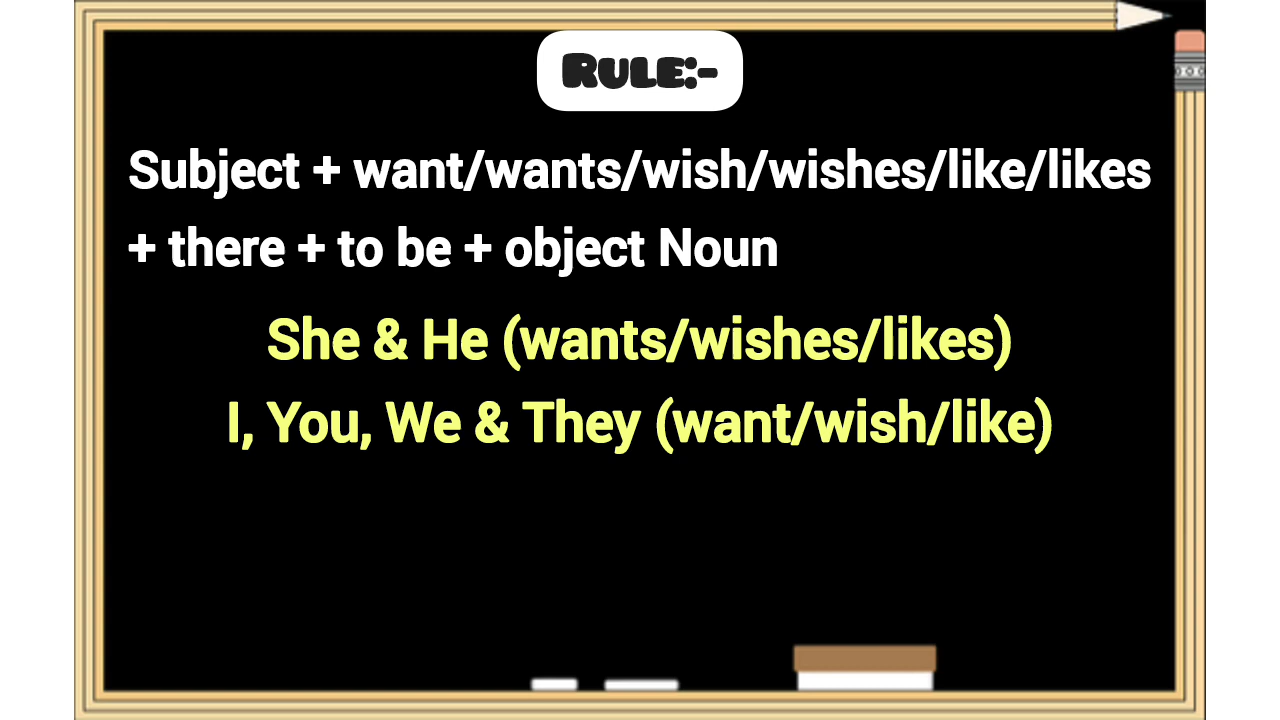 Rule:-
Subject + want/wants/wish/wishes/like/likes
+ there + to be + object Noun
She & He (wants/wishes/likes)
I, You, We & They (want/wish/like)